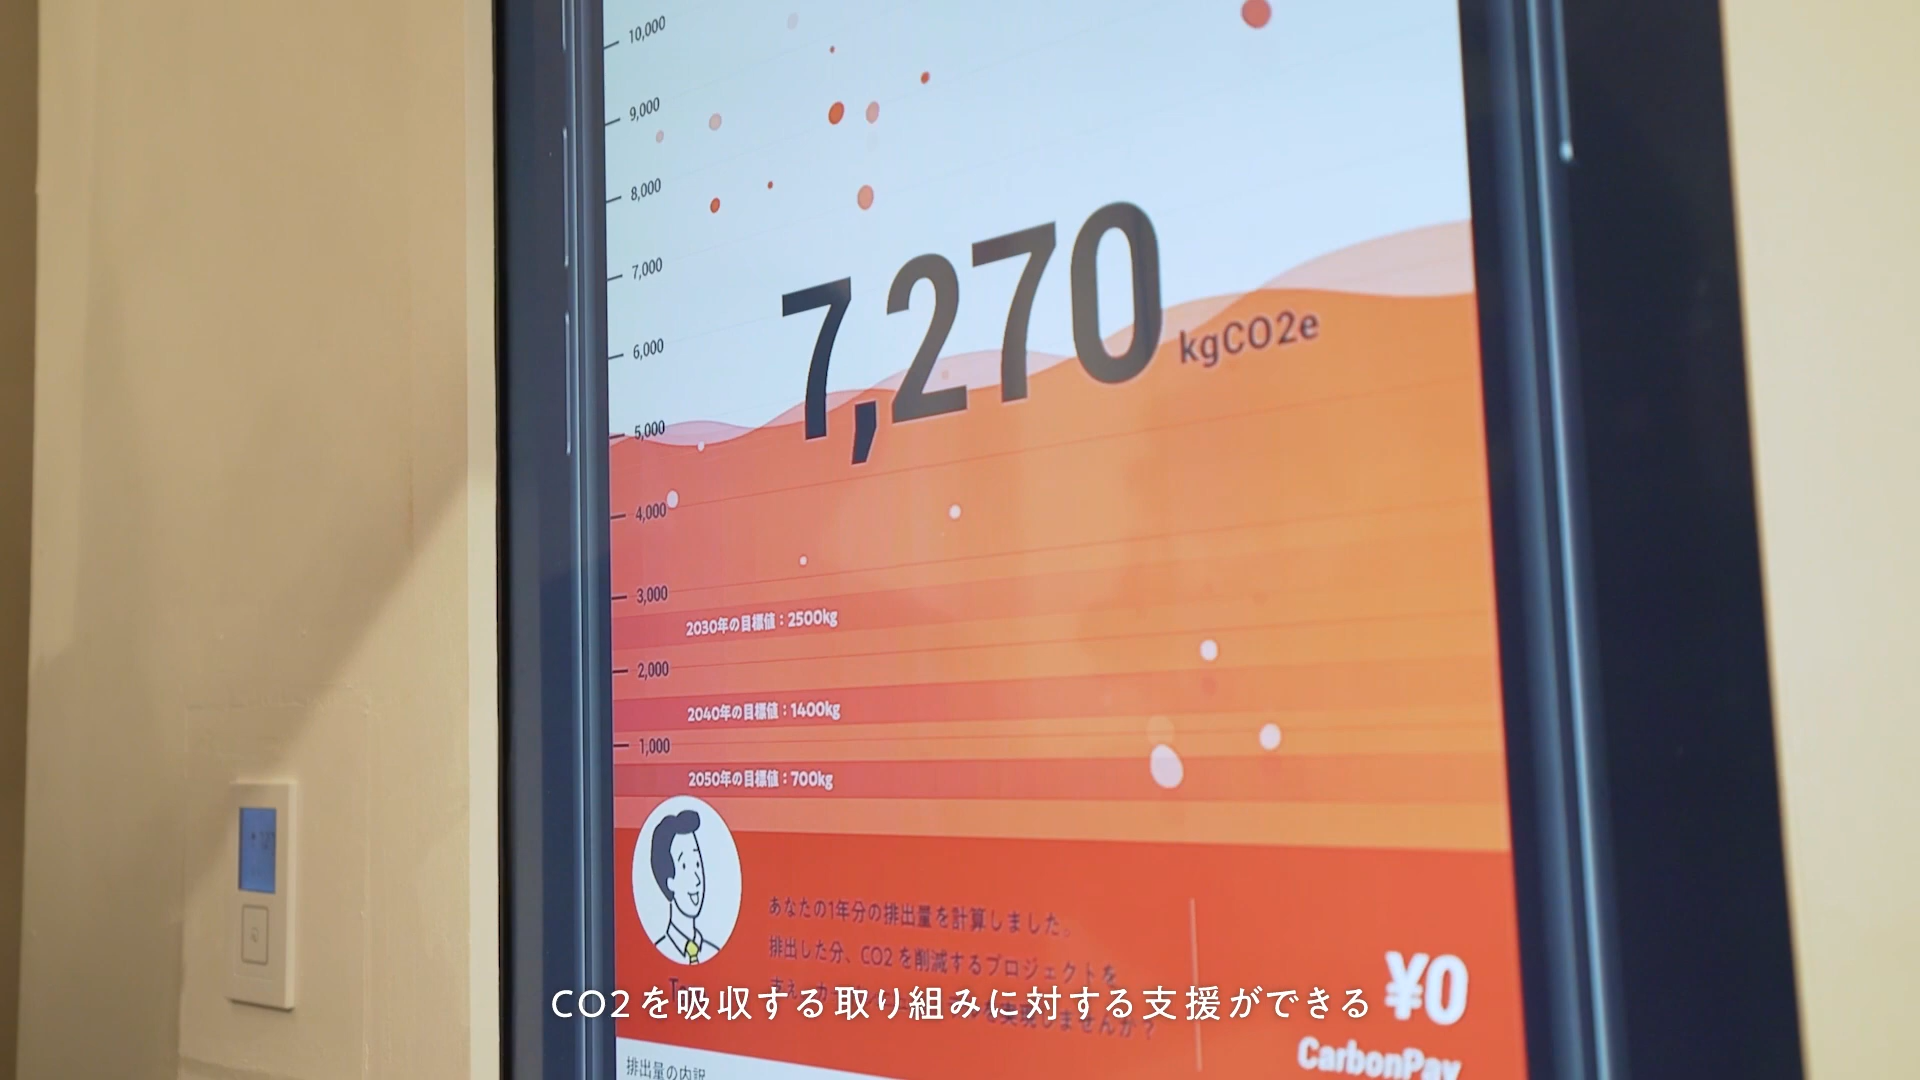 10,000
9,000
8,000
7,000
6,000
5,000
4,000
3,000
2,000
1,000
7,270 kgCO2e
2030年の目標値：2500kg
2040年の目標値：1400kg
2050年の目標値：700kg
あなたの1年分の排出量を計算しました。
排出した分、CO2を削減するプロジェクトを
¥0
CarbonPay
CO2を吸収する取り組みに対する支援ができる
排出量の内訳